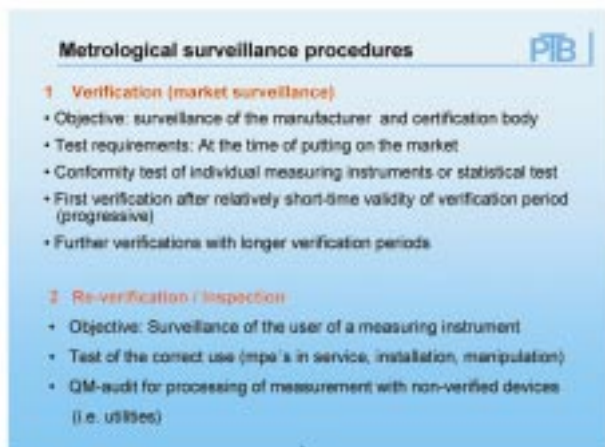 Metrological surveillance procedures
PTB
1 Verification (market surveillance)
• Objective: surveillance of the manufacturer and certification body
• Test requirements: At the time of putting on the market
• Conformity test of individual measuring instruments or statistical test
• First verification after relatively short-time validity of verification period
(progressive)
• Further verifications with longer verification periods
2 Re-verification / Inspection
• Objective: Surveillance of the user of a measuring instrument
• Test of the correct use (mpe´s in service, installation, manipulation)
• QM-audit for processing of measurement with non-verified devices
(i.e. utilities)